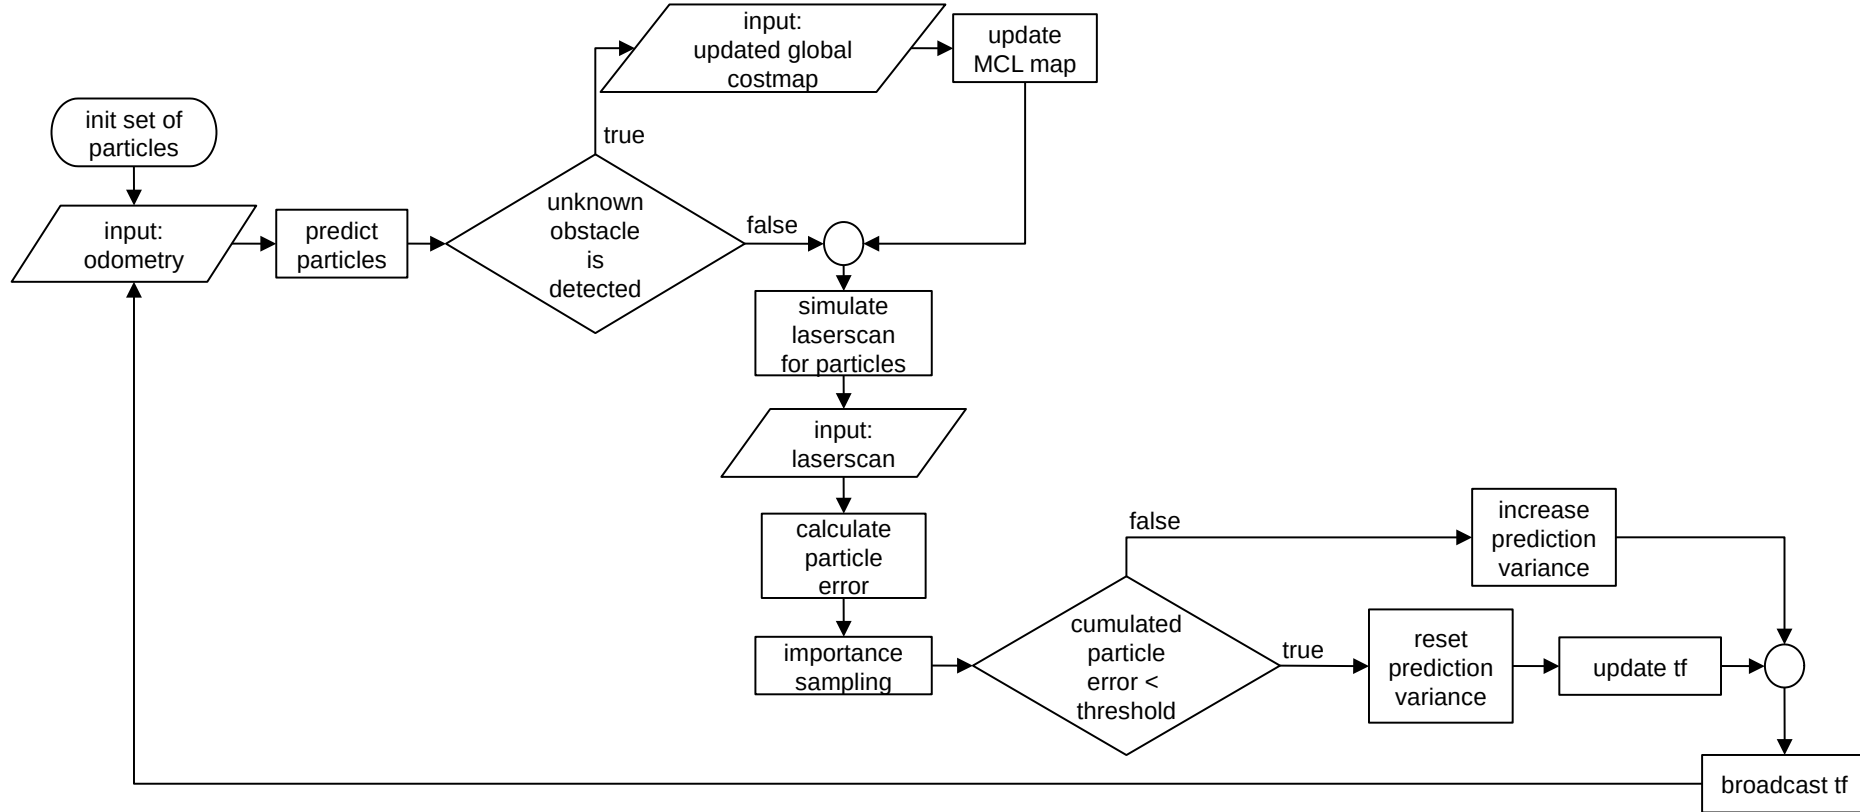 input:
updated global
costmap
update
MCL map
init set of
particles
true
input:
odometry
predict
particles
unknown
obstacle
is
detected
false
simulate
laserscan
for particles
input:
laserscan
calculate
particle
error
importance
sampling
cumulated
particle
error <
threshold
false
increase
prediction
variance
true
reset
prediction
variance
update tf
broadcast tf